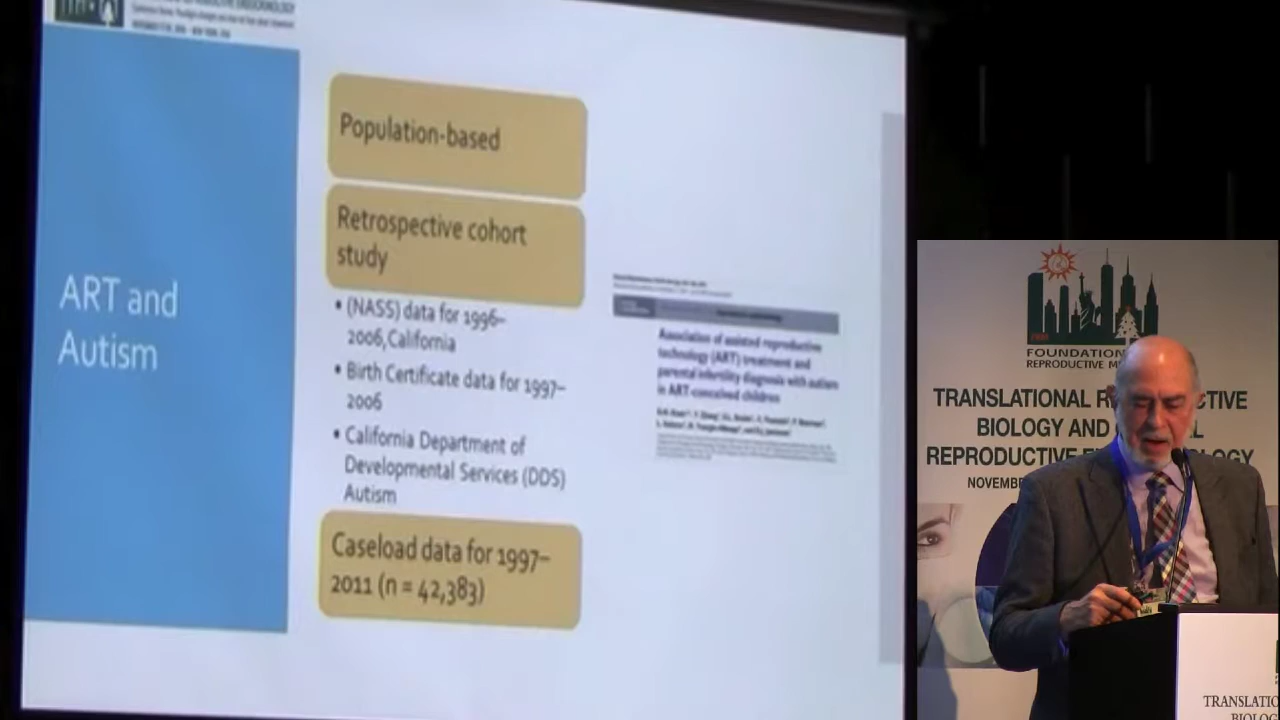 ART and
Autism
Population-based
Retrospective cohort
study
• (NASS) data for 1996–
2006,California
• Birth Certificate data for 1997–
2006
• California Department of
Developmental Services (DDS)
Autism
Caseload data for 1997–
2011 (n = 42,383)
Association of assisted reproductive
technology (ART) treatment and
parental infertility diagnosis with autism
in ART-conceived children
FOUNDATION
REPRODUCTIVE M
TRANSLATIONAL R CTIVE
BIOLOGY AND L
REPRODUCTIVE E LOGY
NOVEMBE
TRANSLATIO
BIOLOG